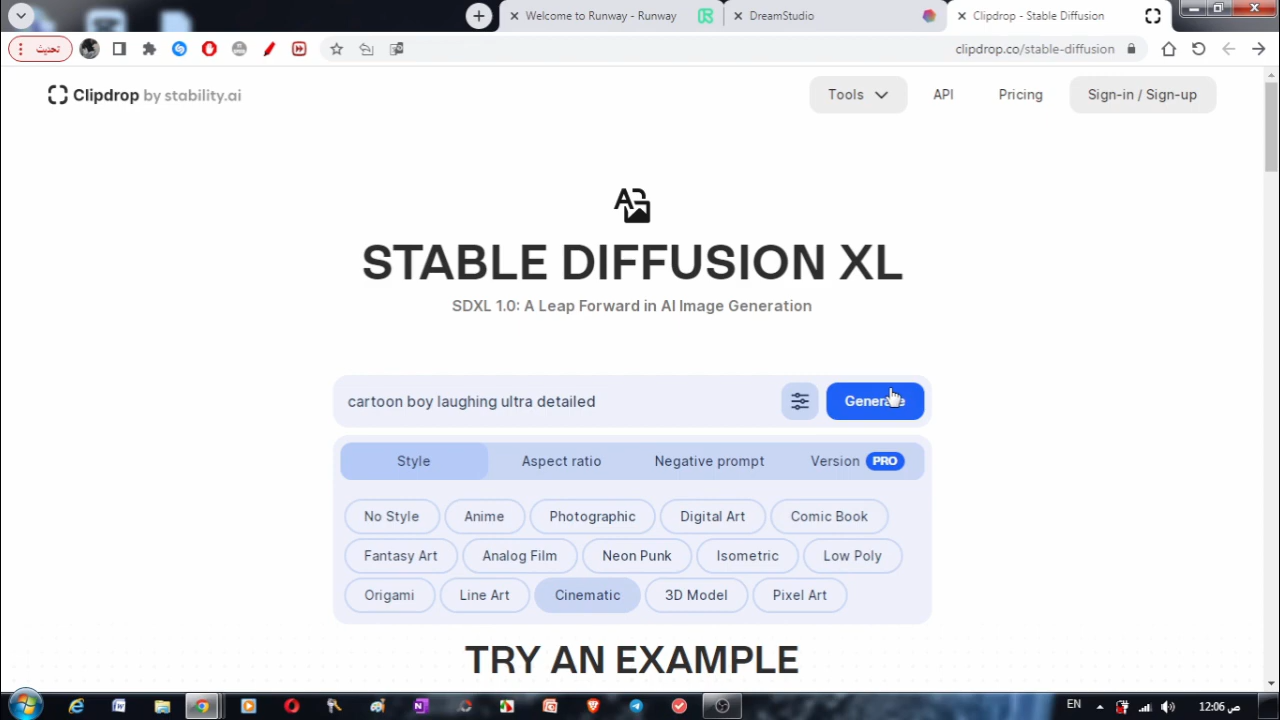 Welcome to Runway - Runway
DreamStudio
Clipdrop - Stable Diffusion
تحديث
clipdrop.co/stable-diffusion
Clipdrop by stability.ai
Tools
API
Pricing
Sign-in / Sign-up
STABLE DIFFUSION XL
SDXL 1.0: A Leap Forward in AI Image Generation
cartoon boy laughing ultra detailed
Generate
Style
Aspect ratio
Negative prompt
Version PRO
No Style
Anime
Photographic
Digital Art
Comic Book
Fantasy Art
Analog Film
Neon Punk
Isometric
Low Poly
Origami
Line Art
Cinematic
3D Model
Pixel Art
TRY AN EXAMPLE
EN
12:06 ص